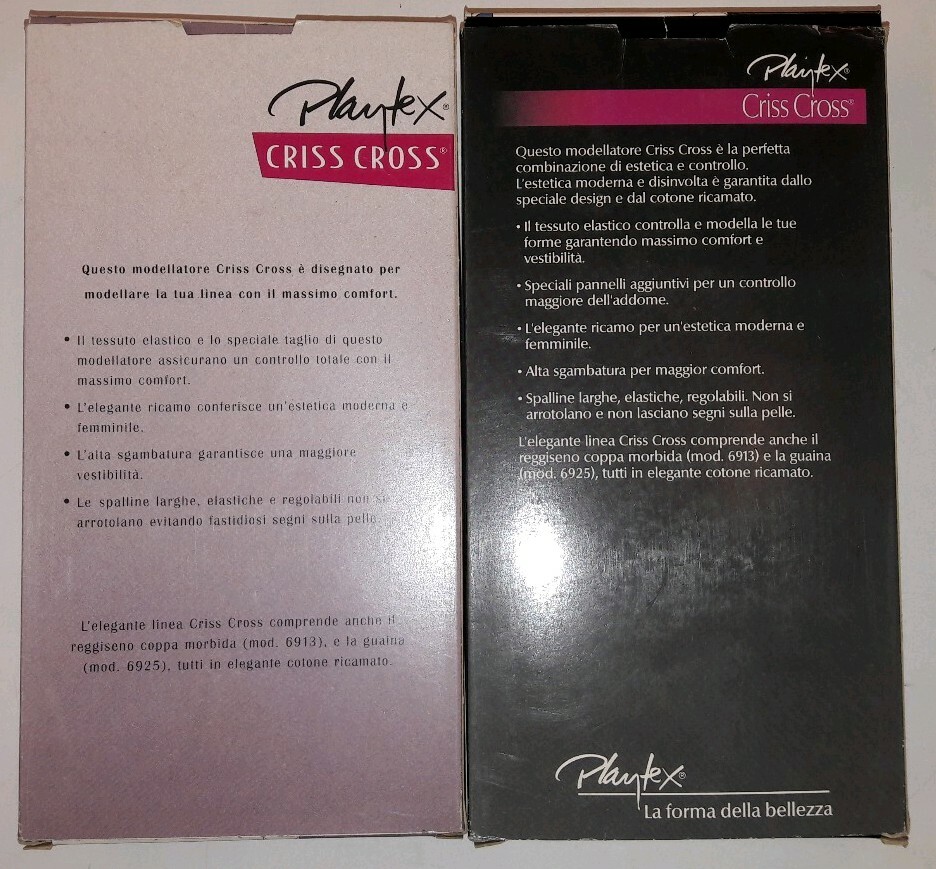 Playtex®
CRISS CROSS®
Questo modellatore Criss Cross è disegnato per
modellare la tua linea con il massimo comfort.
• Il tessuto elastico e lo speciale taglio di questo
modellatore assicurano un controllo totale con il
massimo comfort.
• L'elegante ricamo conferisce un'estetica moderna e
femminile.
• L'alta sgambatura garantisce una maggiore
vestibilità.
• Le spalline larghe, elastiche e regolabili non si
arrotolano evitando fastidiosi segni sulla pelle.
L'elegante linea Criss Cross comprende anche il
reggiseno coppa morbida (mod. 6913), e la guaina
(mod. 6925), tutti in elegante cotone ricamato.
Playtex®
Criss Cross®
Questo modellatore Criss Cross è la perfetta
combinazione di estetica e controllo.
L'estetica moderna e disinvolta è garantita dallo
speciale design e dal cotone ricamato.
• Il tessuto elastico controlla e modella le tue
forme garantendo massimo comfort e
vestibilità.
• Speciali pannelli aggiuntivi per un controllo
maggiore dell'addome.
• L'elegante ricamo per un'estetica moderna e
femminile.
• Alta sgambatura per maggior comfort.
• Spalline larghe, elastiche, regolabili. Non si
arrotolano e non lasciano segni sulla pelle.
L'elegante linea Criss Cross comprende anche il
reggiseno coppa morbida (mod. 6913) e la guaina
(mod. 6925), tutti in elegante cotone ricamato.
Playtex®
La forma della bellezza